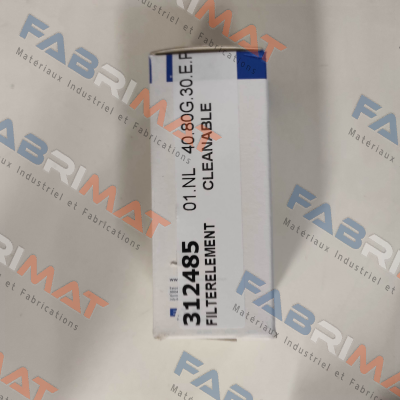 312485 01.NL 40.80G.30.E.P
FILTERELEMENT CLEANABLE
FABRIMAT
Matériaux Industriel et Fabrications